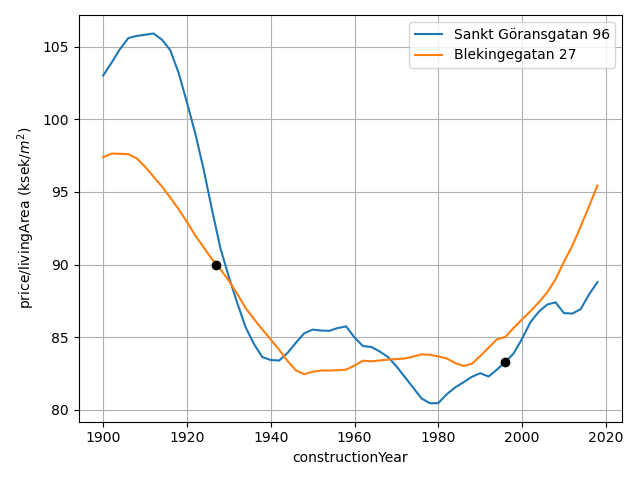 Sankt Göransgatan 96
Blekingegatan 27
105
100
95
90
85
80
price/livingArea (ksek/m²)
1900 1920 1940 1960 1980 2000 2020
constructionYear